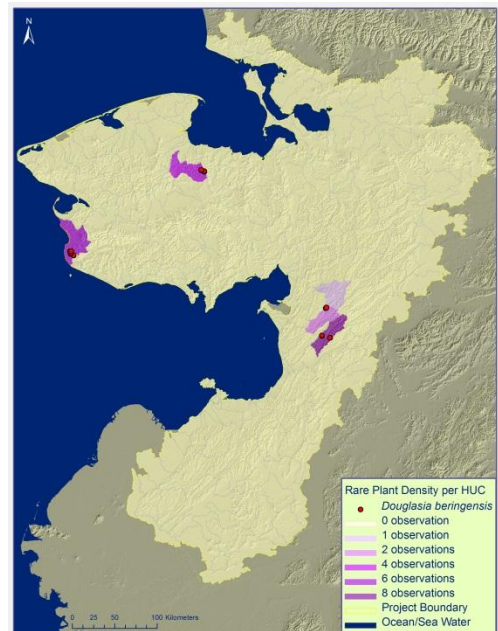 N
Rare Plant Density per HUC
Douglasia beringensis
0 observation
1 observation
2 observations
4 observations
6 observations
8 observations
Project Boundary
Ocean/Sea Water
0 25 50 100 Kilometers